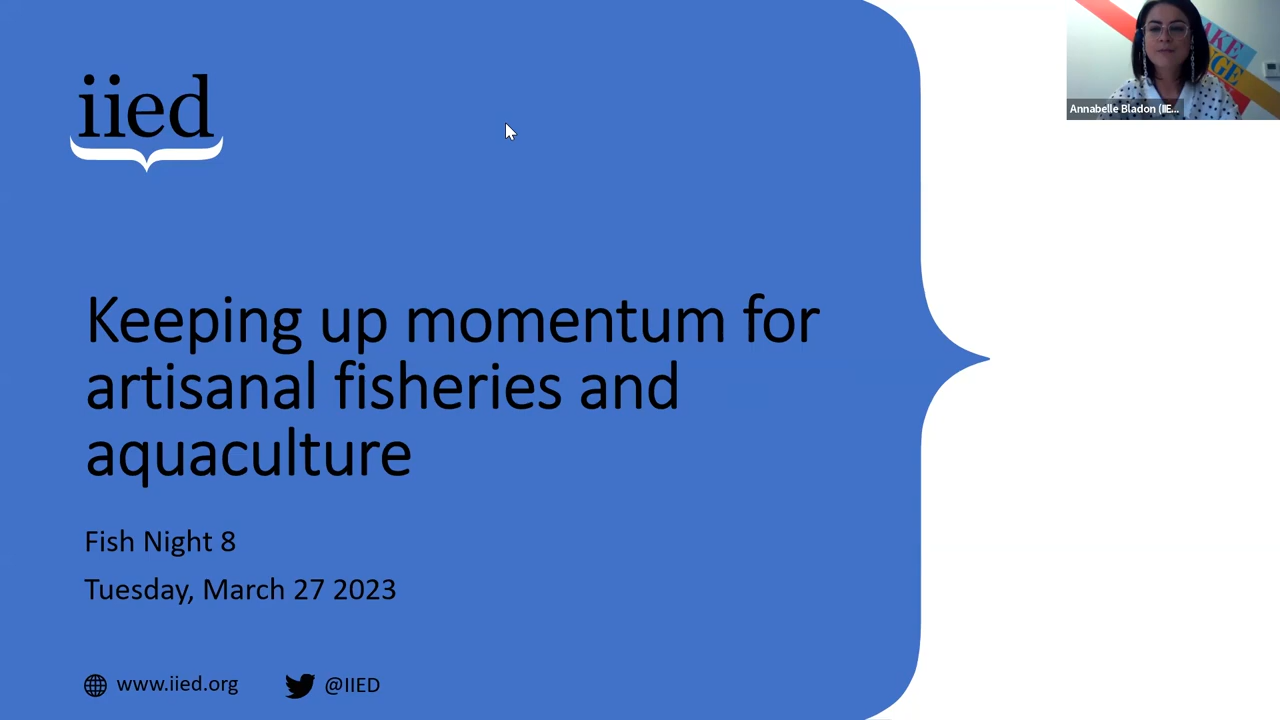 iied
Keeping up momentum for
artisanal fisheries and
aquaculture
Fish Night 8
Tuesday, March 27 2023
www.iied.org
@IIED
Annabelle Bladon (IIE...